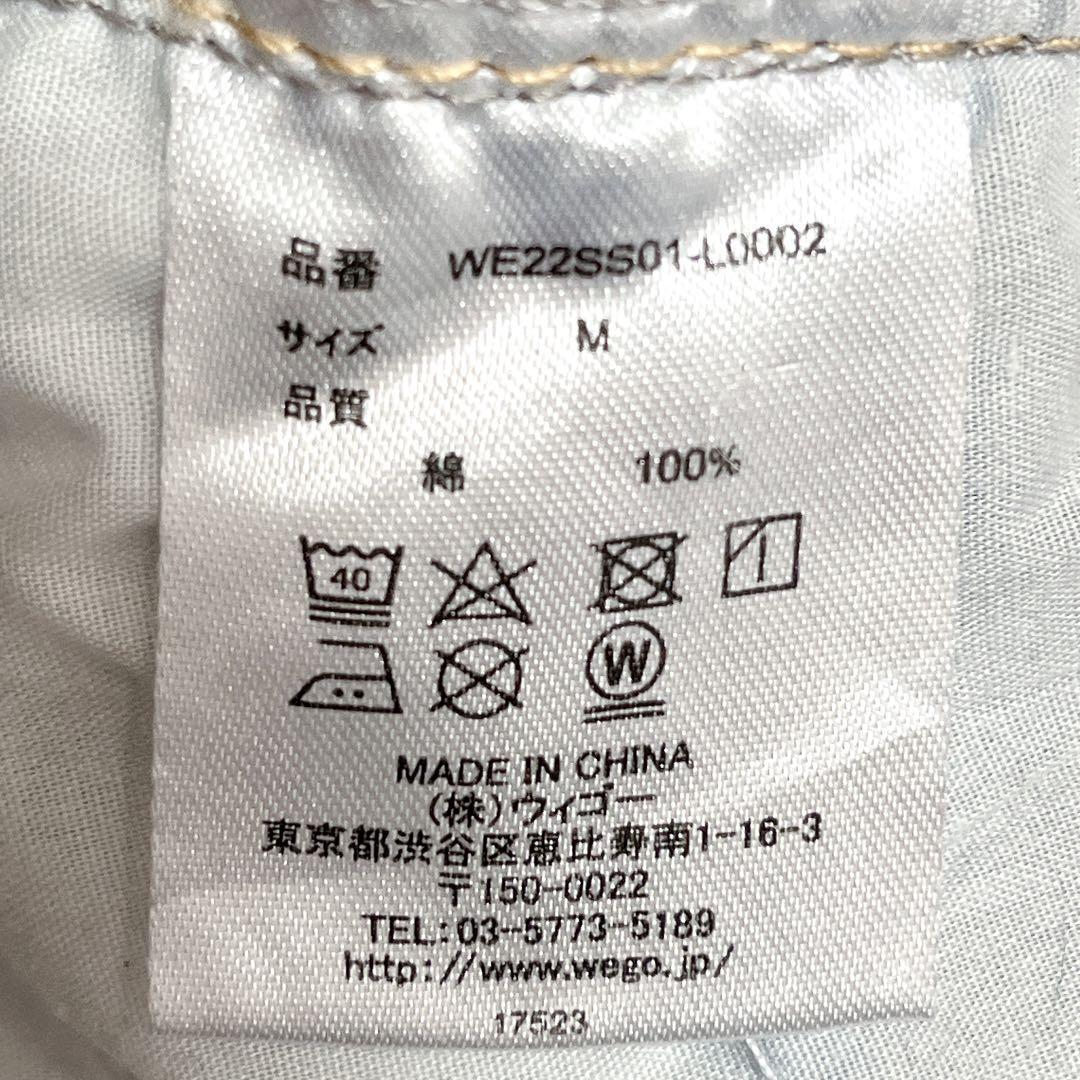 品番 WE22SS01-L0002
サイズ M
品質
綿 100%
40
W
MADE IN CHINA
(株)ウィゴー
東京都渋谷区恵比寿南1-16-3
〒150-0022
TEL:03-5773-5189
http://www.wego.jp/
17523